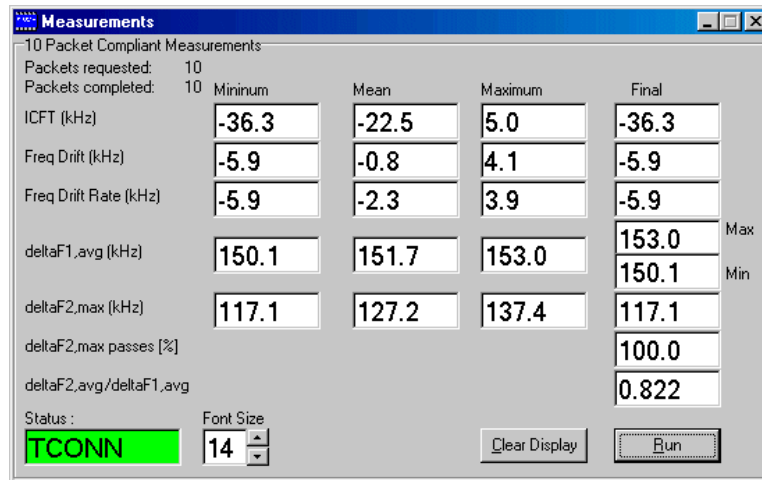 Measurements
10 Packet Compliant Measurements
Packets requested: 10
Packets completed: 10
Mininum Mean Maximum Final
ICFT (kHz) -36.3 -22.5 5.0 -36.3
Freq Drift (kHz) -5.9 -0.8 4.1 -5.9
Freq Drift Rate (kHz) -5.9 -2.3 3.9 -5.9
153.0 Max
deltaF1,avg (kHz) 150.1 151.7 153.0
150.1 Min
deltaF2,max (kHz) 117.1 127.2 137.4 117.1
deltaF2,max passes [%] 100.0
deltaF2,avg/deltaF1,avg 0.822
Status : Font Size
TCONN 14 Clear Display Run